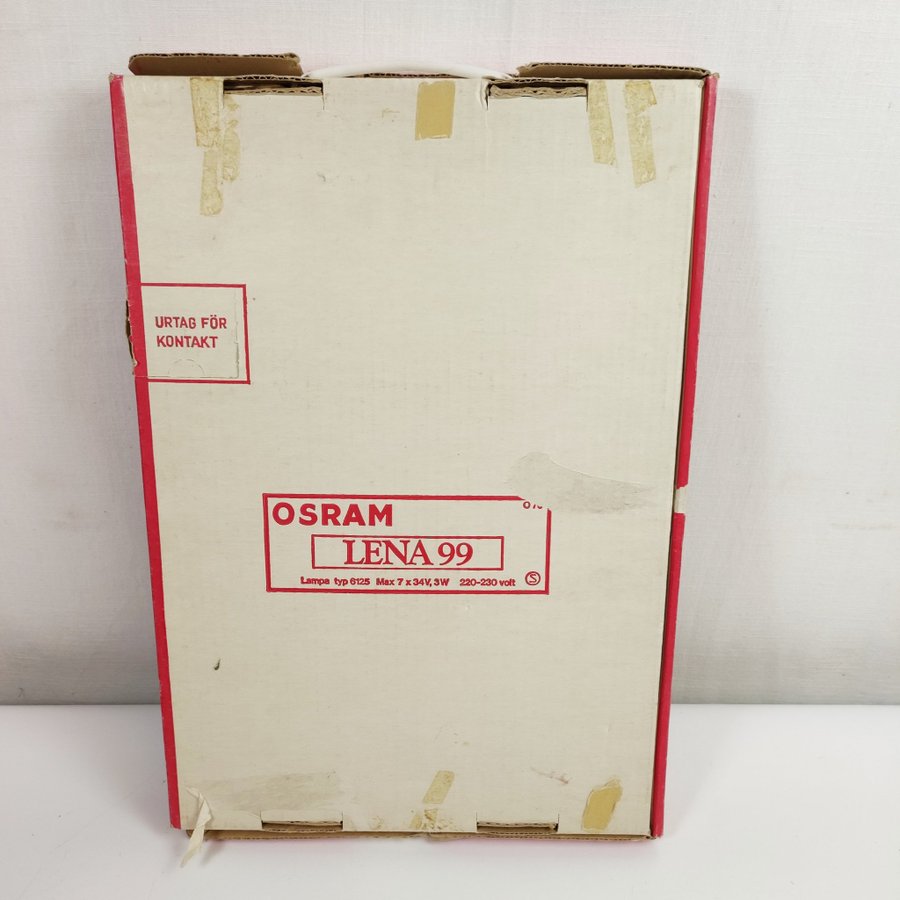 URTAG FÖR
KONTAKT
OSRAM
LENA 99
Lampa typ 6125 Max 7 x 34V, 3W 220-230 volt S